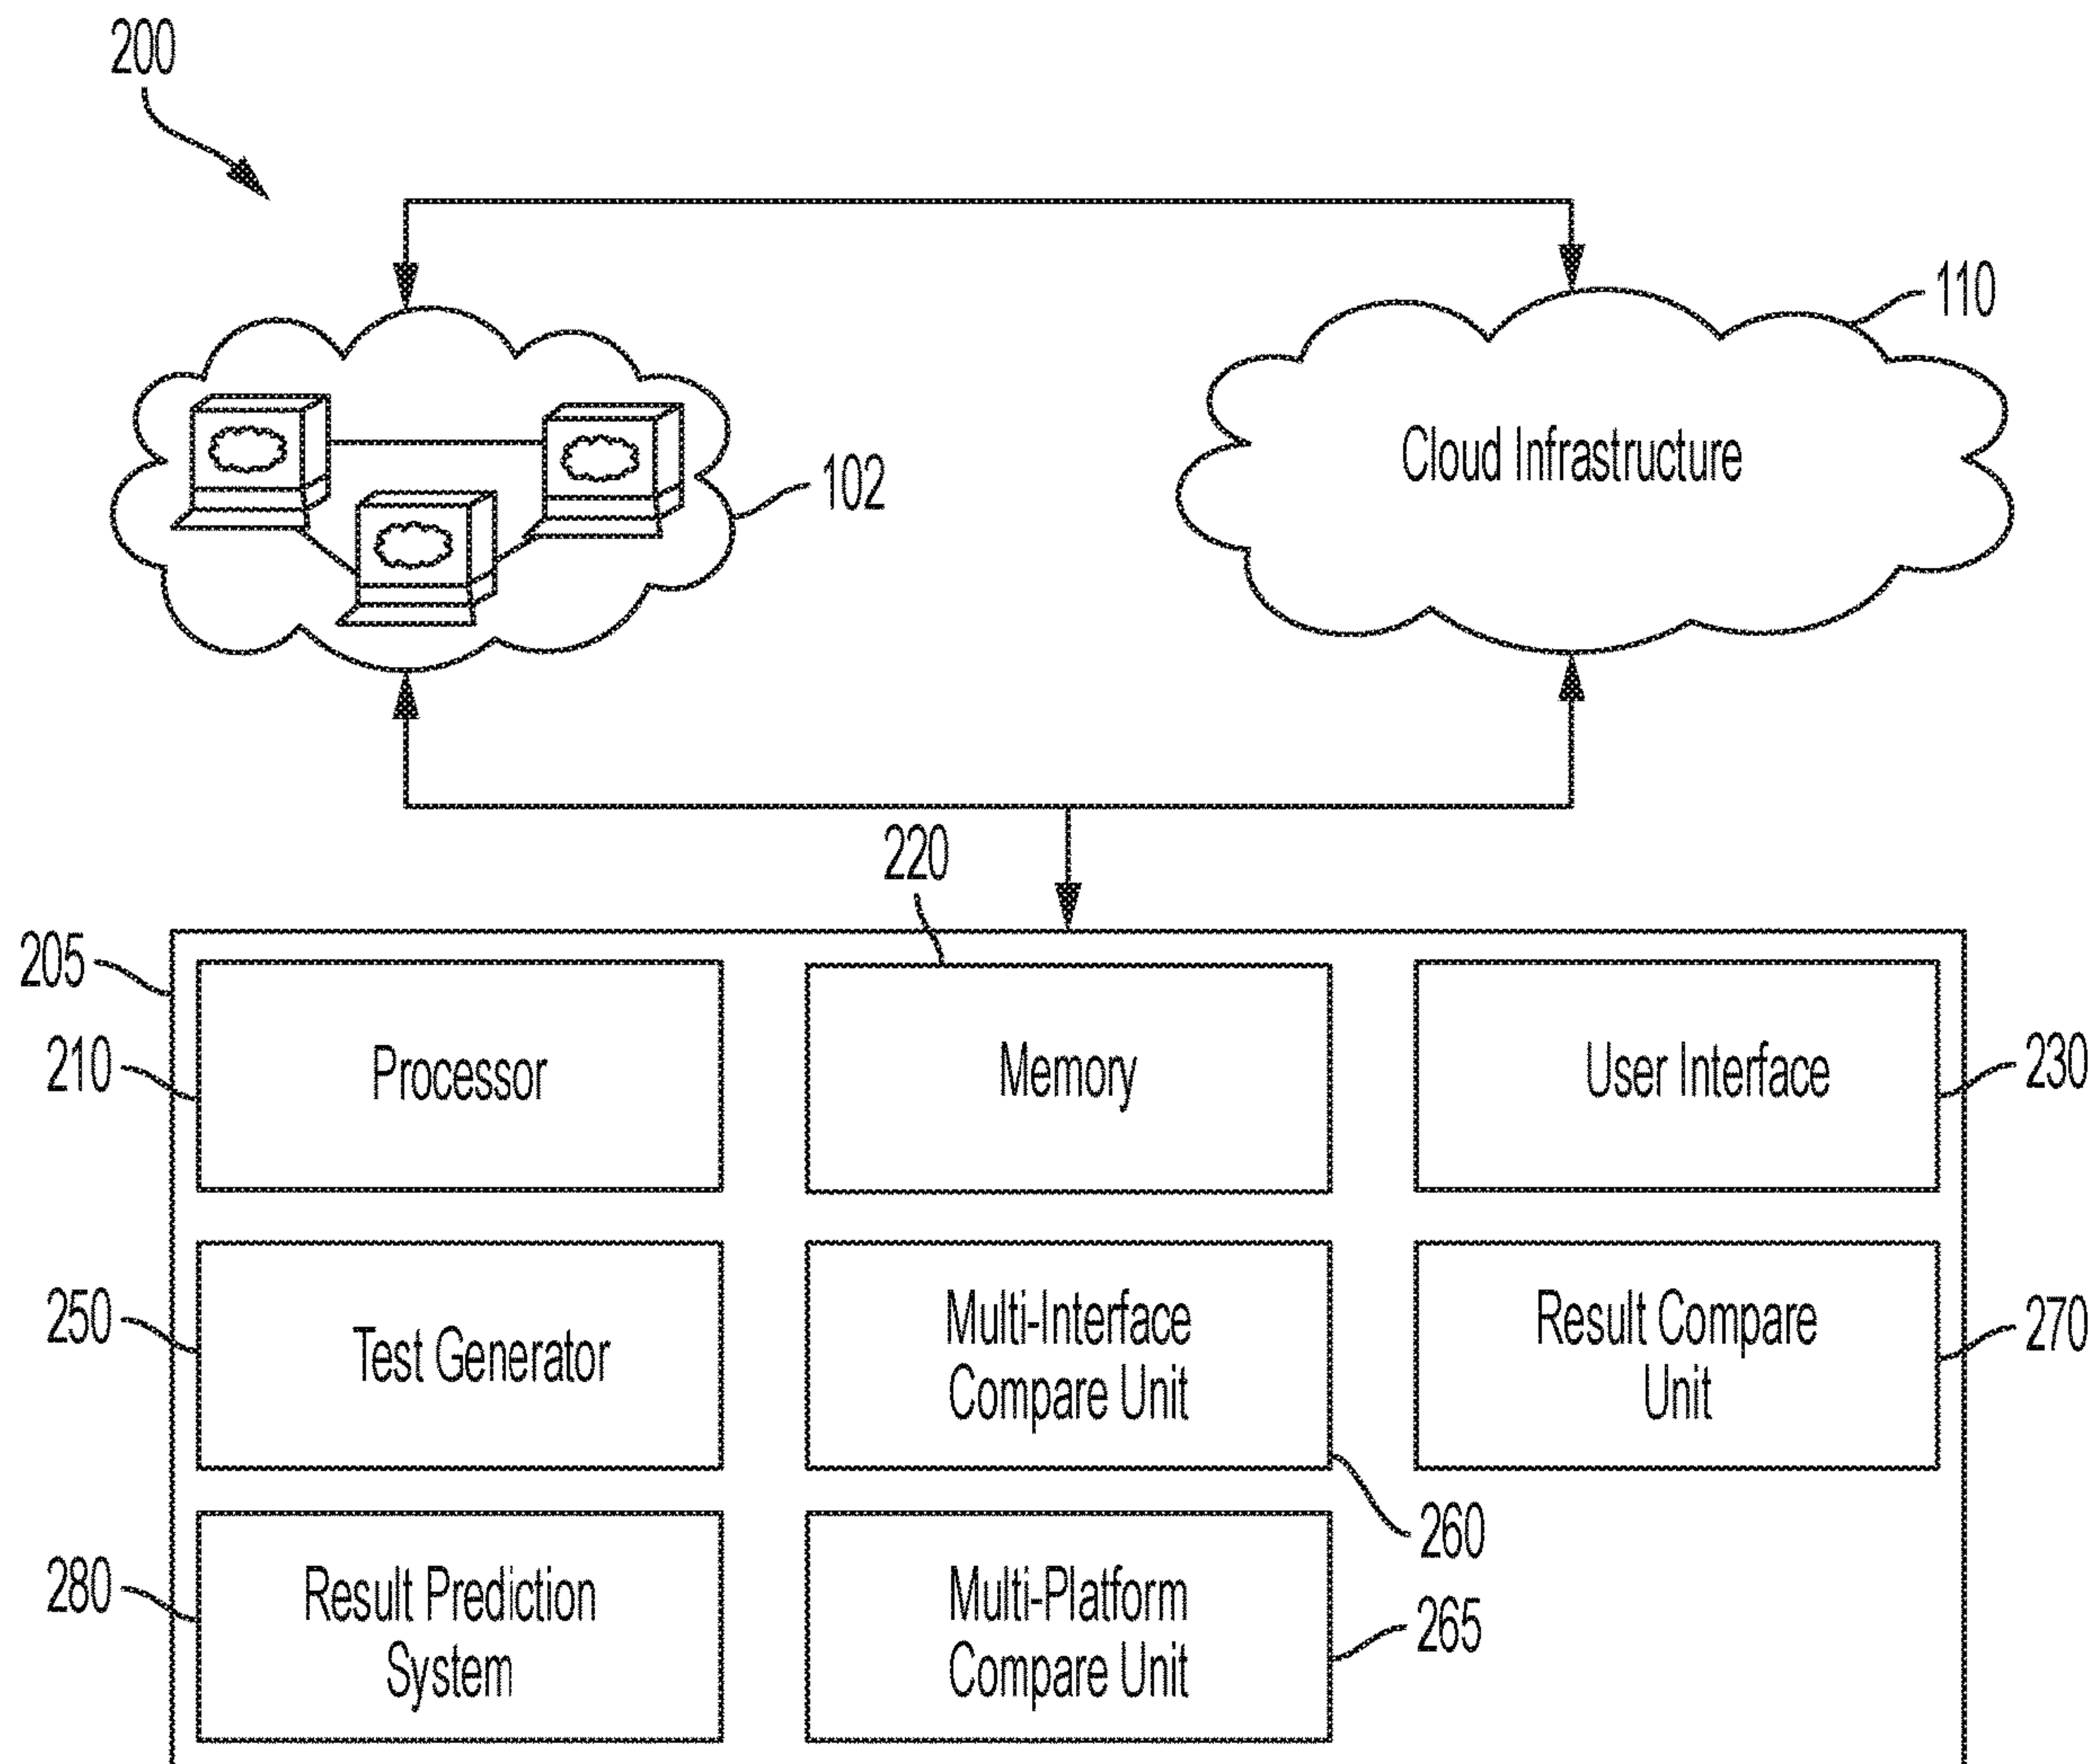 200
110
Cloud Infrastructure
102
220
205
210
Processor
Memory
User Interface
230
250
Test Generator
Multi-Interface
Compare Unit
Result Compare
Unit
270
260
280
Result Prediction
System
Multi-Platform
Compare Unit
265